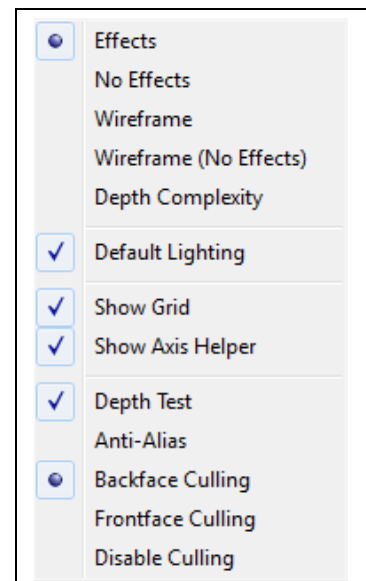 Effects
No Effects
Wireframe
Wireframe (No Effects)
Depth Complexity
Default Lighting
Show Grid
Show Axis Helper
Depth Test
Anti-Alias
Backface Culling
Frontface Culling
Disable Culling